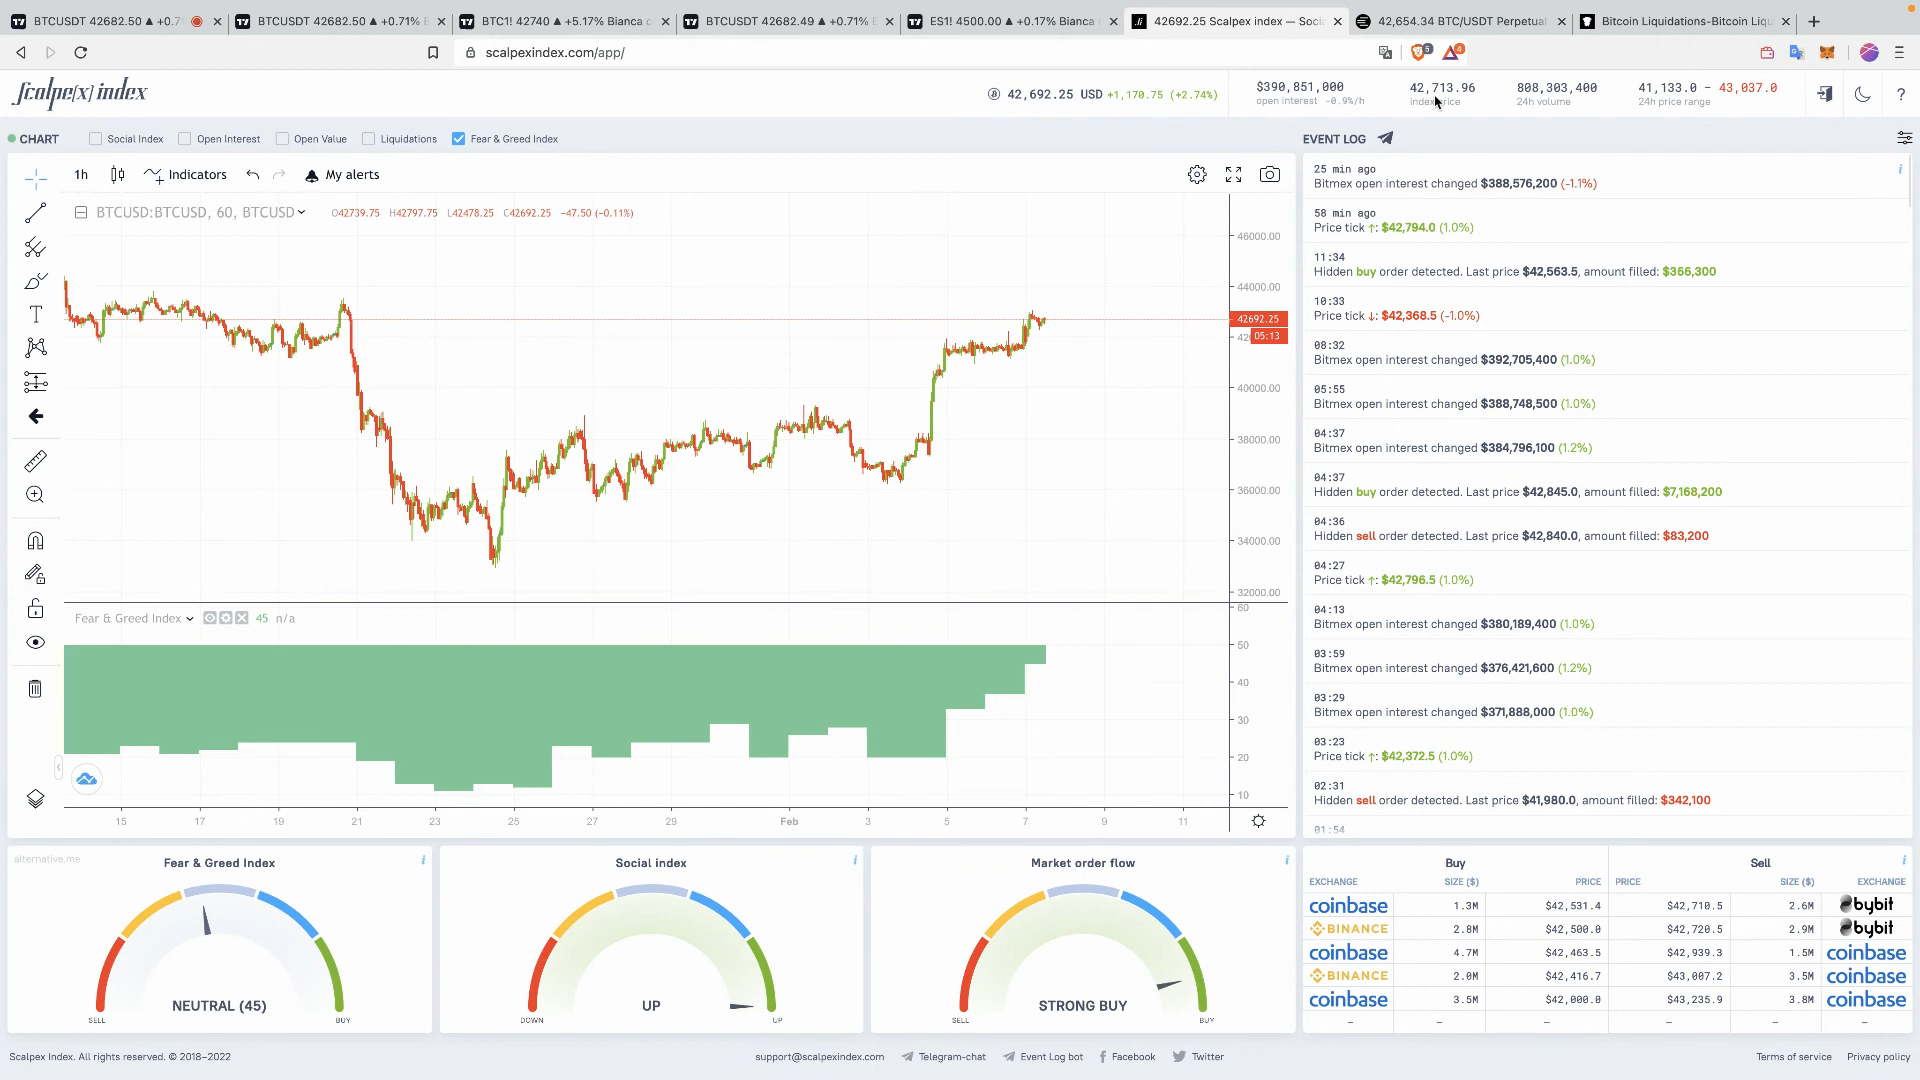 BTCUSDT 42682.50 ▲ +0.7
BTCUSDT 42682.50 ▲ +0.71% B
BTC1! 42740 ▲ +5.17% Bianca c
BTCUSDT 42682.49 ▲ +0.71% B
ES1! 4500.00 ▲ +0.17% Bianca c
42692.25 Scalpex index — Soci
42,654.34 BTC/USDT Perpetual
Bitcoin Liquidations-Bitcoin Liqu
scalpexindex.com/app/
Scalpe[x] index
42,692.25 USD +1,170.75 (+2.74%)
$390,851,000
open interest -0.9%/h
42,713.96
index price
808,303,400
24h volume
41,133.0 - 43,037.0
24h price range
?
CHART
Social Index
Open Interest
Open Value
Liquidations
Fear & Greed Index
EVENT LOG
1h
Indicators
My alerts
BTCUSD:BTCUSD, 60, BTCUSD
O42739.75 H42797.75 L42478.25 C42692.25 -47.50 (-0.11%)
46000.00
44000.00
42692.25
05:13
40000.00
38000.00
36000.00
34000.00
32000.00
Fear & Greed Index
45 n/a
60
50
40
30
20
10
15 17 19 21 23 25 27 29 Feb 3 5 7 9 11
25 min ago
Bitmex open interest changed $388,576,200 (-1.1%)
58 min ago
Price tick ↑: $42,794.0 (1.0%)
11:34
Hidden buy order detected. Last price $42,563.5, amount filled: $366,300
10:33
Price tick ↓: $42,368.5 (-1.0%)
08:32
Bitmex open interest changed $392,705,400 (1.0%)
05:55
Bitmex open interest changed $388,748,500 (1.0%)
04:37
Bitmex open interest changed $384,796,100 (1.2%)
04:37
Hidden buy order detected. Last price $42,845.0, amount filled: $7,168,200
04:36
Hidden sell order detected. Last price $42,840.0, amount filled: $83,200
04:27
Price tick ↑: $42,796.5 (1.0%)
04:13
Bitmex open interest changed $380,189,400 (1.0%)
03:59
Bitmex open interest changed $376,421,600 (1.2%)
03:29
Bitmex open interest changed $371,888,000 (1.0%)
03:23
Price tick ↑: $42,372.5 (1.0%)
02:31
Hidden sell order detected. Last price $41,980.0, amount filled: $342,100
01:54
alternative.me
Fear & Greed Index
NEUTRAL (45)
SELL
BUY
Social index
UP
DOWN
UP
Market order flow
STRONG BUY
SELL
BUY
Buy Sell
EXCHANGE SIZE ($) PRICE PRICE SIZE ($) EXCHANGE
coinbase 1.3M $42,531.4 $42,710.5 2.6M bybit
BINANCE 2.8M $42,500.0 $42,720.5 2.9M bybit
coinbase 4.7M $42,463.5 $42,939.3 1.5M coinbase
BINANCE 2.0M $42,416.7 $43,007.2 3.5M coinbase
coinbase 3.5M $42,000.0 $43,235.9 3.8M coinbase
– – – – – –
Scalpex Index. All rights reserved. © 2018–2022
support@scalpexindex.com
Telegram-chat
Event Log bot
Facebook
Twitter
Terms of service
Privacy policy